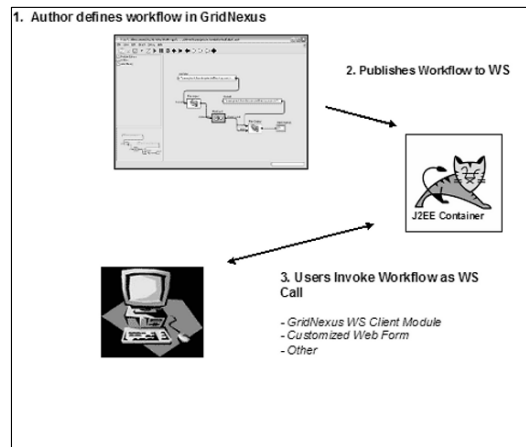 1. Author defines workflow in GridNexus
2. Publishes Workflow to WS
J2EE Container
3. Users Invoke Workflow as WS
Call
- GridNexus WS Client Module
- Customized Web Form
- Other